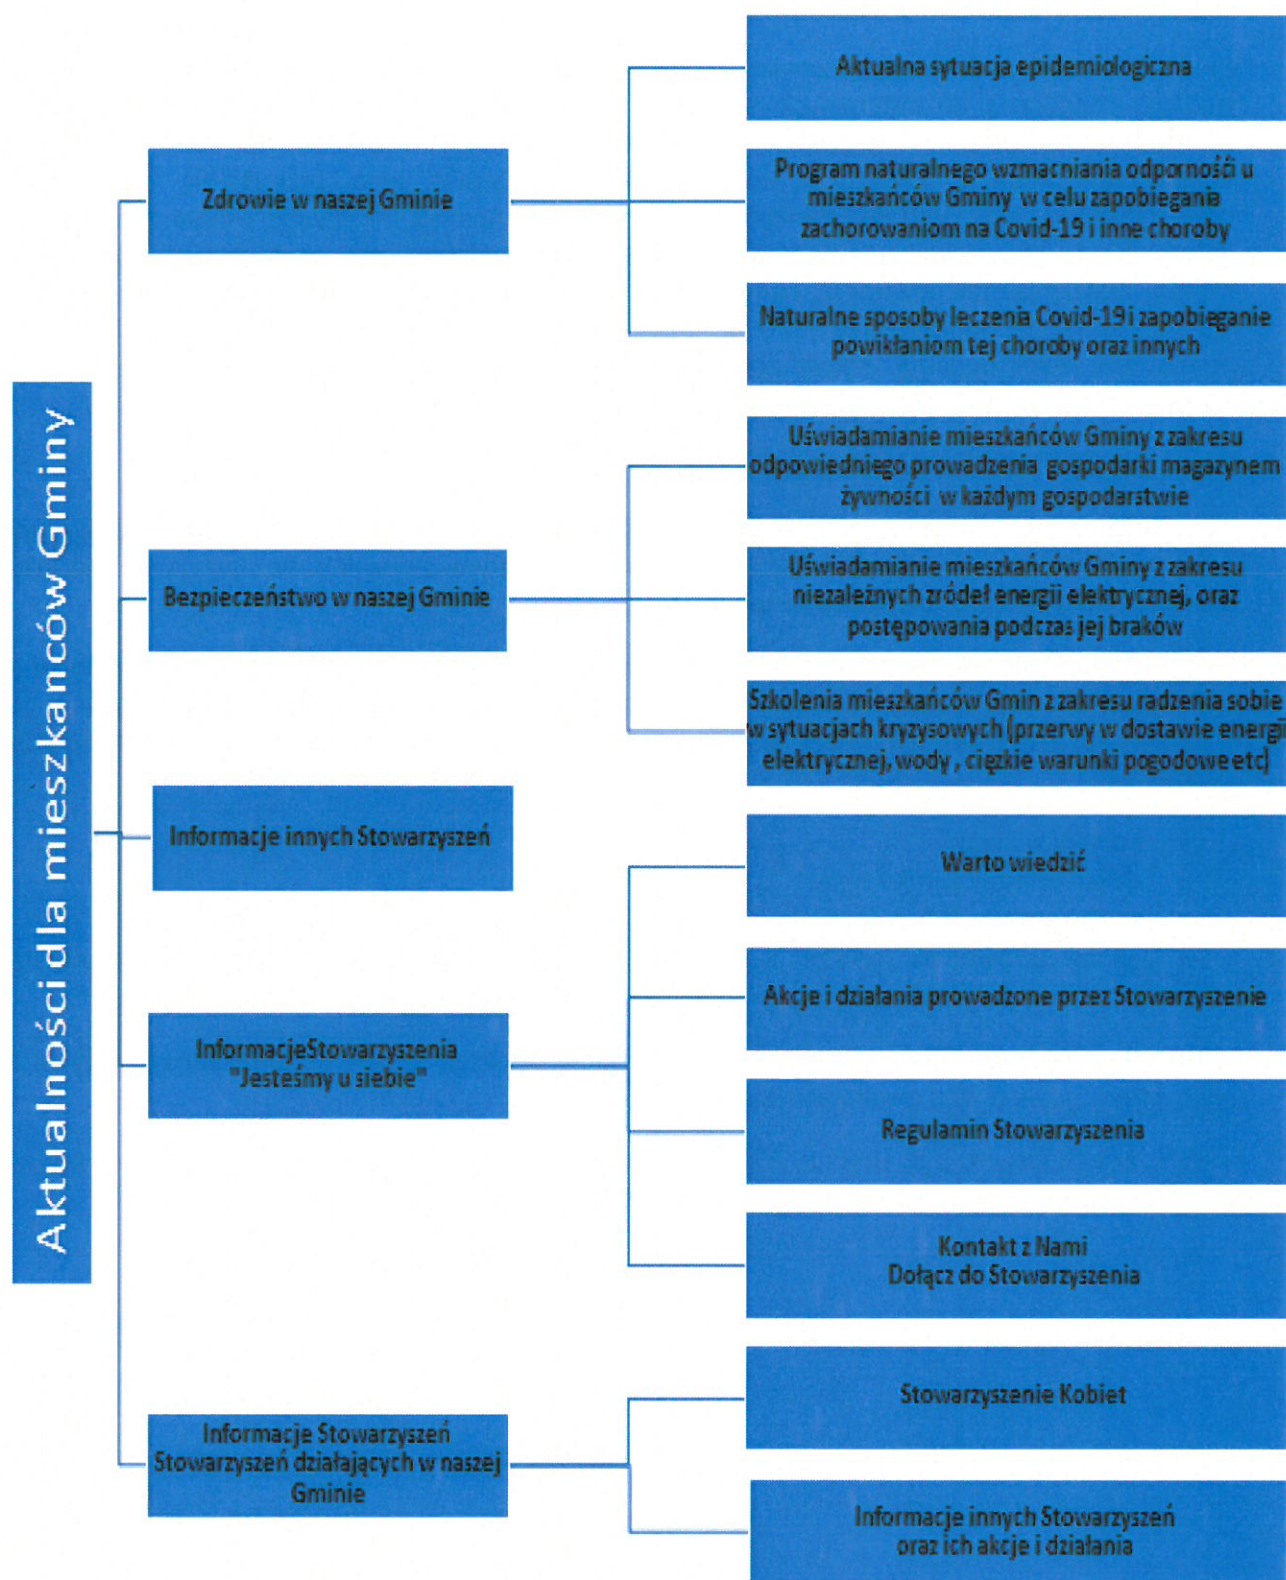 Aktualności dla mieszkanców Gminy
Zdrowie w naszej Gminie
Aktualna sytuacja epidemiologiczna
Program naturalnego wzmacniania odporności u
mieszkańców Gminy w celu zapobiegania
zachorowaniom na Covid-19 i inne choroby
Naturalne sposoby leczenia Covid-19 i zapobieganie
powikłaniom tej choroby oraz innych
Bezpieczeństwo w naszej Gminie
Uświadamianie mieszkańców Gminy z zakresu
odpowiedniego prowadzenia gospodarki magazynem
żywności w każdym gospodarstwie
Uświadamianie mieszkańców Gminy z zakresu
niezależnych zródeł energii elektrycznej, oraz
postępowania podczas jej braków
Szkolenia mieszkańców Gmin z zakresu radzenia sobie
w sytuacjach kryzysowych (przerwy w dostawie energii
elektrycznej, wody , cięzkie warunki pogodowe etc)
Informacje innych Stowarzyszeń
InformacjeStowarzyszenia
"Jesteśmy u siebie"
Warto wiedzić
Akcje i działania prowadzone przez Stowarzyszenie
Regulamin Stowarzyszenia
Kontakt z Nami
Dołącz do Stowarzyszenia
Informacje Stowarzyszeń
Stowarzyszeń działających w naszej
Gminie
Stowarzyszenie Kobiet
Informacje innych Stowarzyszeń
oraz ich akcje i działania